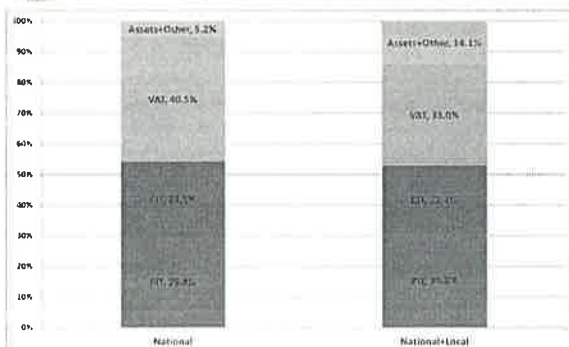 100%
90%
80%
70%
60%
50%
40%
30%
20%
10%
0%
Assets+Other, 5.2%
VAT, 40.5%
National
Assets+Other, 14.1%
VAT, 33.0%
National+Local